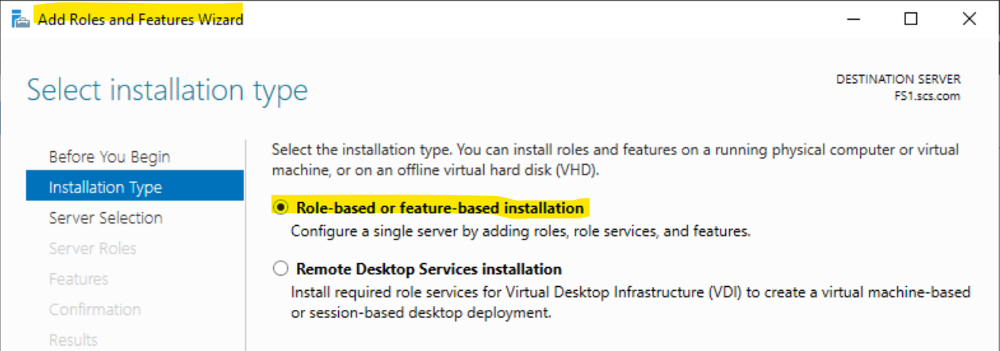 Add Roles and Features Wizard
Select installation type
DESTINATION SERVER
FS1.scs.com
Before You Begin
Installation Type
Server Selection
Server Roles
Features
Confirmation
Results
Select the installation type. You can install roles and features on a running physical computer or virtual
machine, or on an offline virtual hard disk (VHD).
Role-based or feature-based installation
Configure a single server by adding roles, role services, and features.
Remote Desktop Services installation
Install required role services for Virtual Desktop Infrastructure (VDI) to create a virtual machine-based
or session-based desktop deployment.